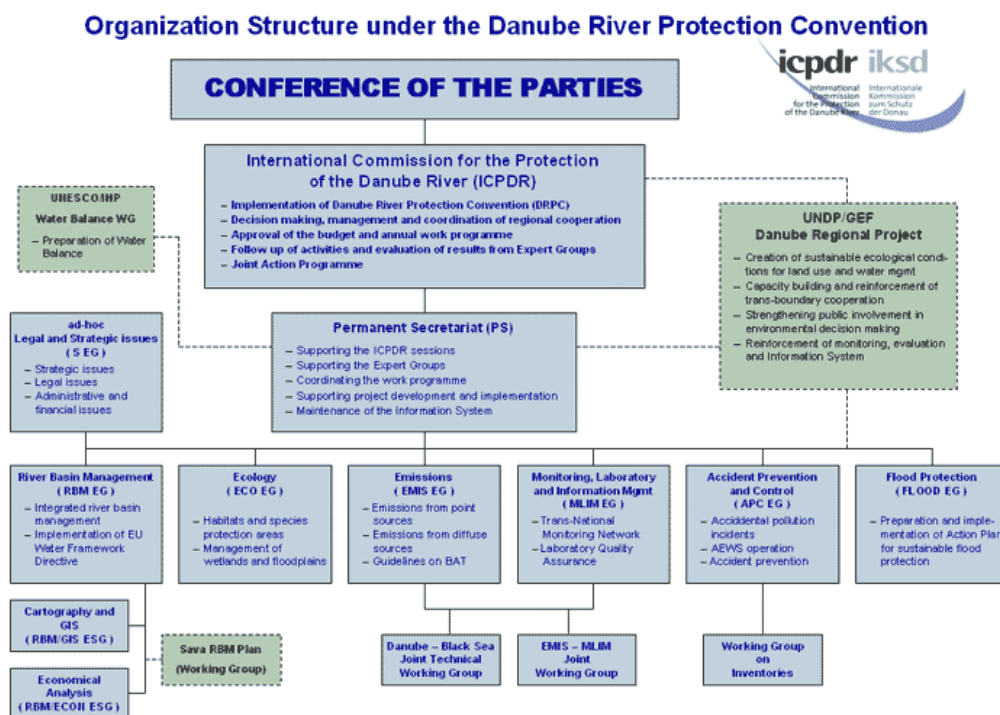 Organization Structure under the Danube River Protection Convention
icpdr iksd
International Internationale
Commission Kommission
for the Protection zum Schutz
of the Danube River der Donau
CONFERENCE OF THE PARTIES
International Commission for the Protection
of the Danube River (ICPDR)
– Implementation of Danube River Protection Convention (DRPC)
– Decision making, management and coordination of regional cooperation
– Approval of the budget and annual work programme
– Follow up of activities and evaluation of results from Expert Groups
– Joint Action Programme
UNESCO/IHP
Water Balance WG
– Preparation of Water
Balance
UNDP/GEF
Danube Regional Project
– Creation of sustainable ecological condi-
tions for land use and water mgmt
– Capacity building and reinforcement of
trans-boundary cooperation
– Strengthening public involvement in
environmental decision making
– Reinforcement of monitoring, evaluation
and Information System
ad-hoc
Legal and Strategic issues
( S EG )
– Strategic issues
– Legal issues
– Administrative and
financial issues
Permanent Secretariat (PS)
– Supporting the ICPDR sessions
– Supporting the Expert Groups
– Coordinating the work programme
– Supporting project development and implementation
– Maintenance of the Information System
River Basin Management
( RBM EG )
– Integrated river basin
management
– Implementation of EU
Water Framework
Directive
Ecology
( ECO EG )
– Habitats and species
protection areas
– Management of
wetlands and floodplains
Emissions
( EMIS EG )
– Emissions from point
sources
– Emissions from diffuse
sources
– Guidelines on BAT
Monitoring, Laboratory
and Information Mgmt
( MLIM EG )
– Trans-National
Monitoring Network
– Laboratory Quality
Assurance
Accident Prevention
and Control
( APC EG )
– Acciddental pollution
incidents
– AEWS operation
– Accident prevention
Flood Protection
( FLOOD EG )
– Preparation and imple-
mentation of Action Plan
for sustainable flood
protection
Cartography and
GIS
( RBM/GIS ESG )
Sava RBM Plan
(Working Group)
Economical
Analysis
( RBM/ECON ESG )
Danube – Black Sea
Joint Technical
Working Group
EMIS – MLIM
Joint
Working Group
Working Group
on
Inventories